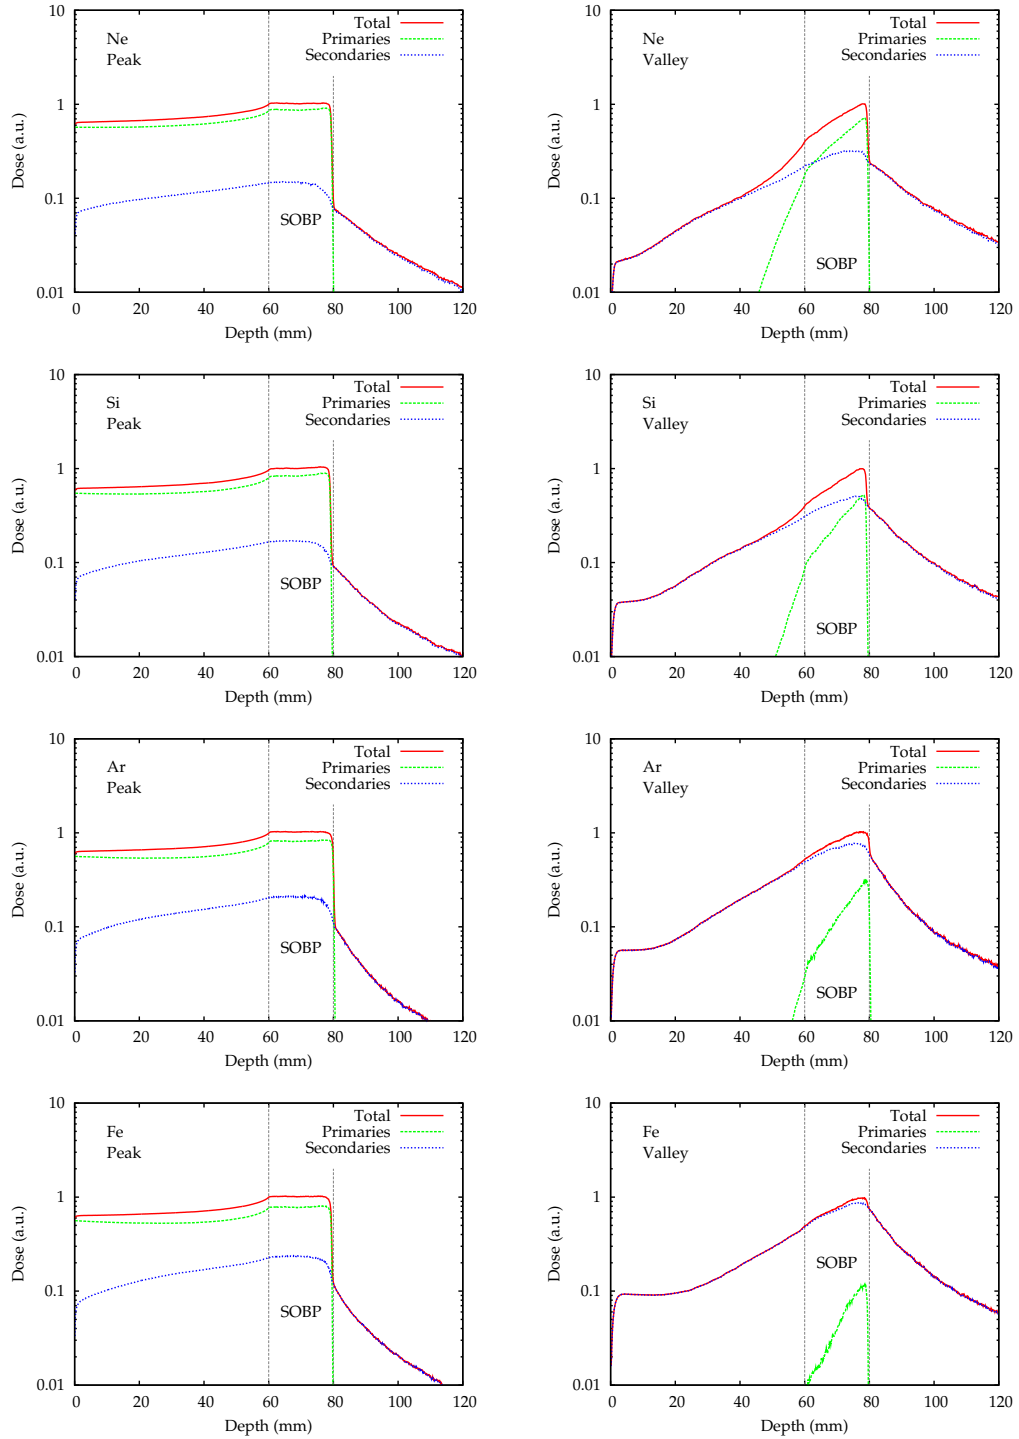 10
1
0.1
0.01
Dose (a.u.)
Ne
Peak
Total
Primaries
Secondaries
SOBP
0 20 40 60 80 100 120
Depth (mm)
10
1
0.1
0.01
Dose (a.u.)
Ne
Valley
Total
Primaries
Secondaries
SOBP
0 20 40 60 80 100 120
Depth (mm)
10
1
0.1
0.01
Dose (a.u.)
Si
Peak
Total
Primaries
Secondaries
SOBP
0 20 40 60 80 100 120
Depth (mm)
10
1
0.1
0.01
Dose (a.u.)
Si
Valley
Total
Primaries
Secondaries
SOBP
0 20 40 60 80 100 120
Depth (mm)
10
1
0.1
0.01
Dose (a.u.)
Ar
Peak
Total
Primaries
Secondaries
SOBP
0 20 40 60 80 100 120
Depth (mm)
10
1
0.1
0.01
Dose (a.u.)
Ar
Valley
Total
Primaries
Secondaries
SOBP
0 20 40 60 80 100 120
Depth (mm)
10
1
0.1
0.01
Dose (a.u.)
Fe
Peak
Total
Primaries
Secondaries
SOBP
0 20 40 60 80 100 120
Depth (mm)
10
1
0.1
0.01
Dose (a.u.)
Fe
Valley
Total
Primaries
Secondaries
SOBP
0 20 40 60 80 100 120
Depth (mm)